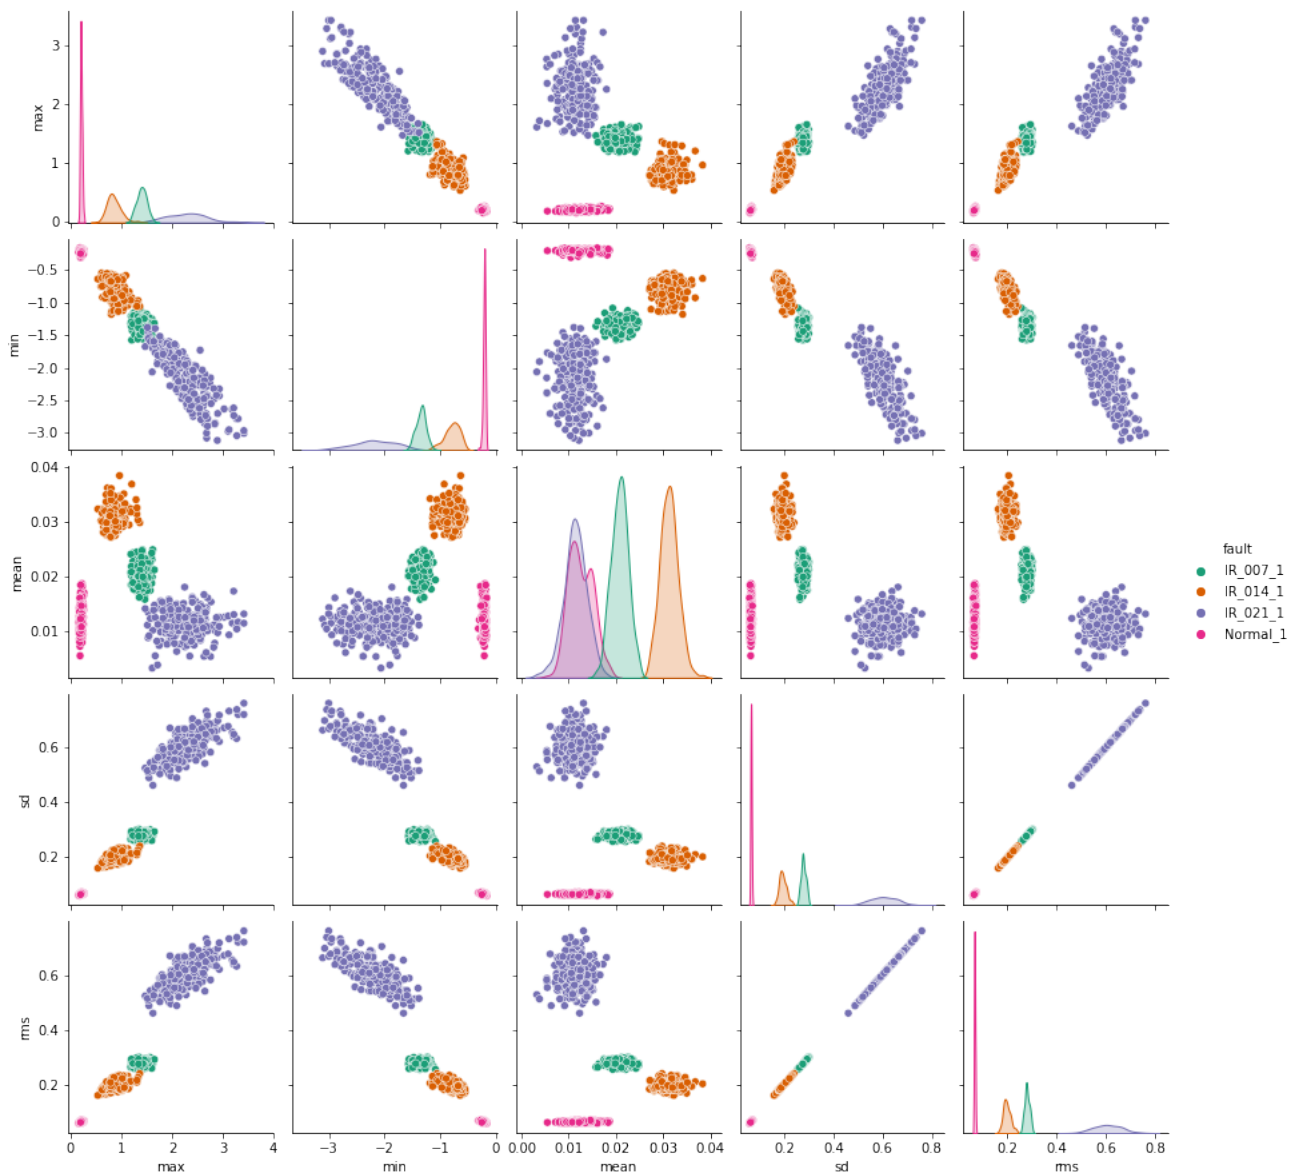 3
2
1
0
max
−0.5
−1.0
−1.5
−2.0
−2.5
−3.0
min
0.04
0.03
0.02
0.01
mean
fault
IR_007_1
IR_014_1
IR_021_1
Normal_1
0.6
0.4
0.2
sd
0.6
0.4
0.2
rms
0 1 2 3 4
−3 −2 −1 0
0.00 0.01 0.02 0.03 0.04
0.2 0.4 0.6 0.8
0.2 0.4 0.6 0.8
max min mean sd rms